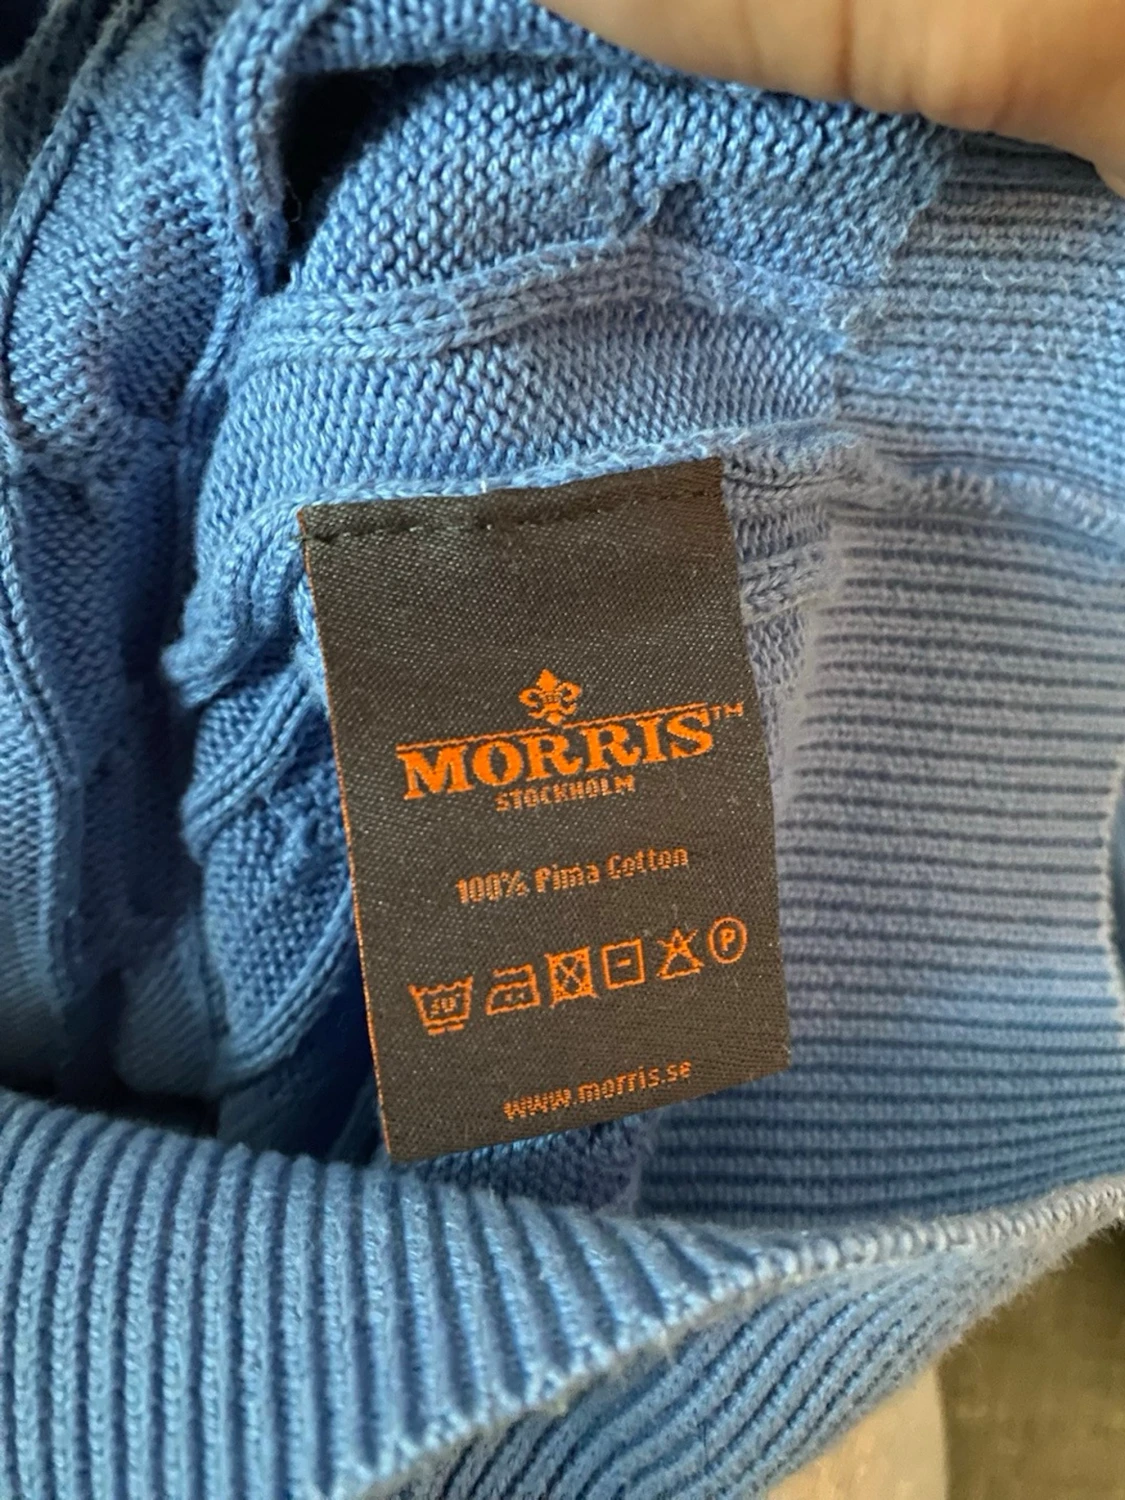 MORRIS™
STOCKHOLM
100% Pima Cotton
P
www.morris.se